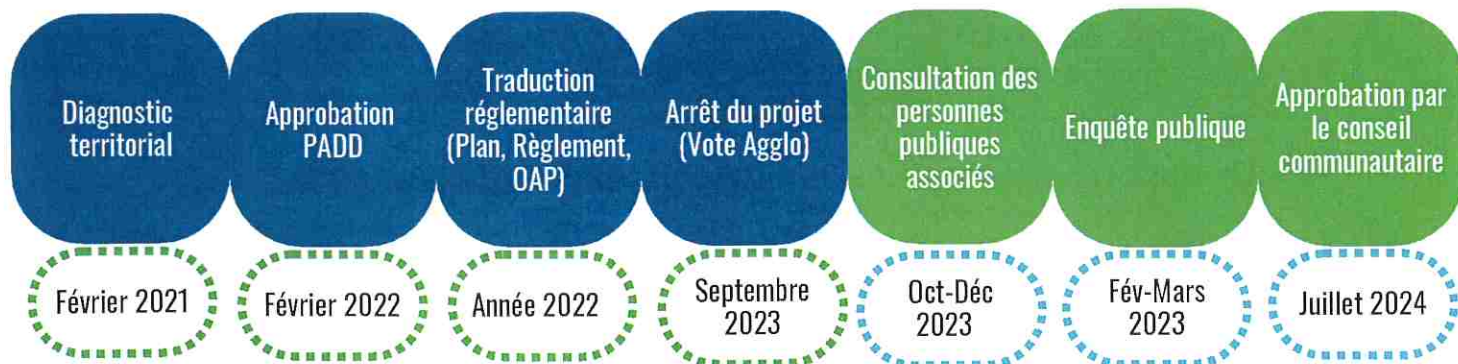 Diagnostic
territorial
Approbation
PADD
Traduction
réglementaire
(Plan, Règlement,
OAP)
Arrêt du projet
(Vote Agglo)
Consultation des
personnes
publiques
associés
Enquête publique
Approbation par
le conseil
communautaire
Février 2021
Février 2022
Année 2022
Septembre
2023
Oct-Déc
2023
Fév-Mars
2023
Juillet 2024